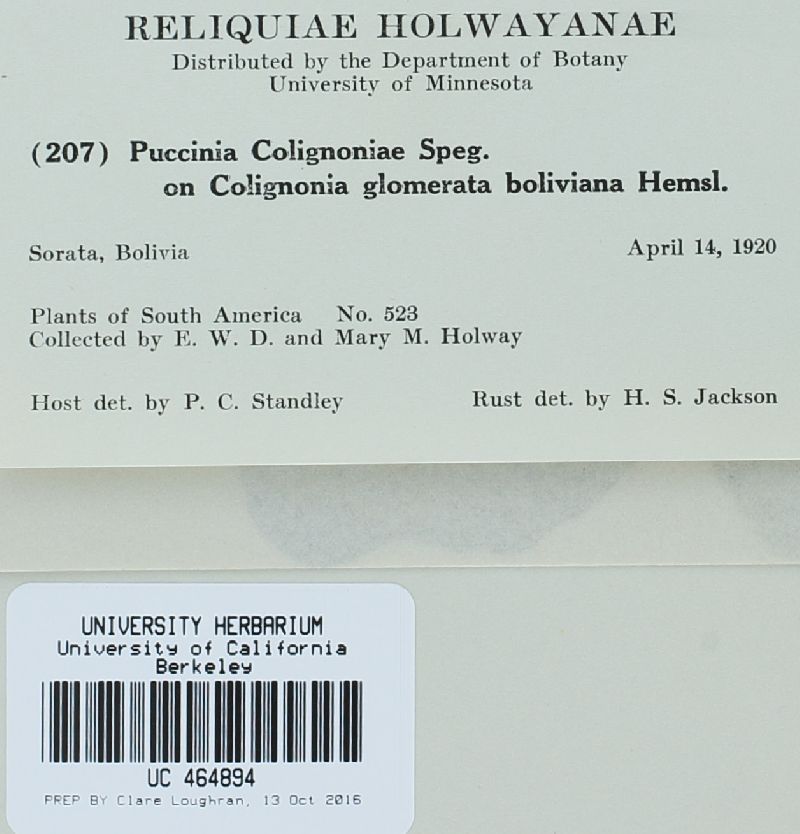 RELIQUIAE HOLWAYANAE
Distributed by the Department of Botany
University of Minnesota
(207) Puccinia Colignoniae Speg.
on Colignonia glomerata boliviana Hemsl.
Sorata, Bolivia April 14, 1920
Plants of South America No. 523
Collected by E. W. D. and Mary M. Holway
Host det. by P. C. Standley Rust det. by H. S. Jackson
UNIVERSITY HERBARIUM
University of California
Berkeley
UC 464894
PREP BY Clare Loughran, 13 Oct 2016